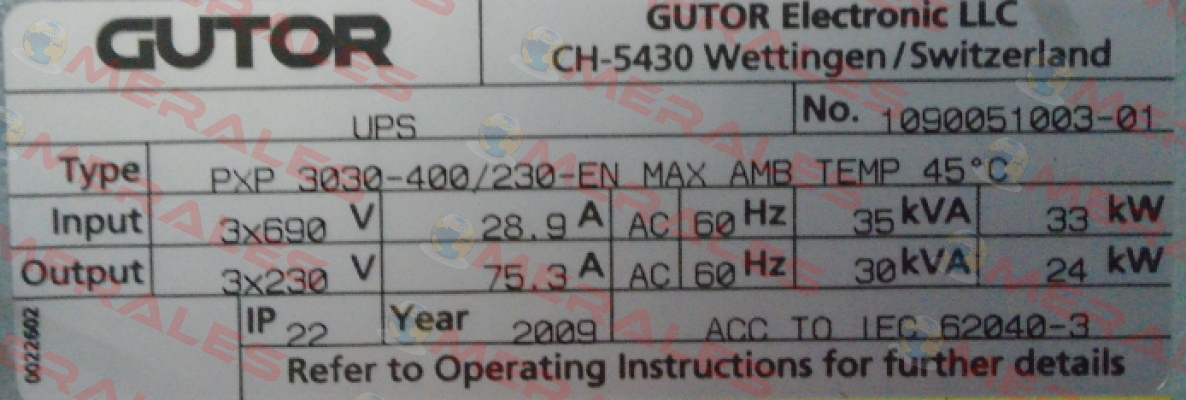 GUTOR
GUTOR Electronic LLC
CH-5430 Wettingen/Switzerland
UPS
No. 1090051003-01
Type PXP 3030-400/230-EN MAX AMB TEMP 45°C
Input 3x690 V 28.9 A AC 60 Hz 35 kVA 33 kW
Output 3x230 V 75.3 A AC 60 Hz 30 kVA 24 kW
0022602
IP 22 Year 2009 ACC TO IEC 62040-3
Refer to Operating Instructions for further details
MERALES